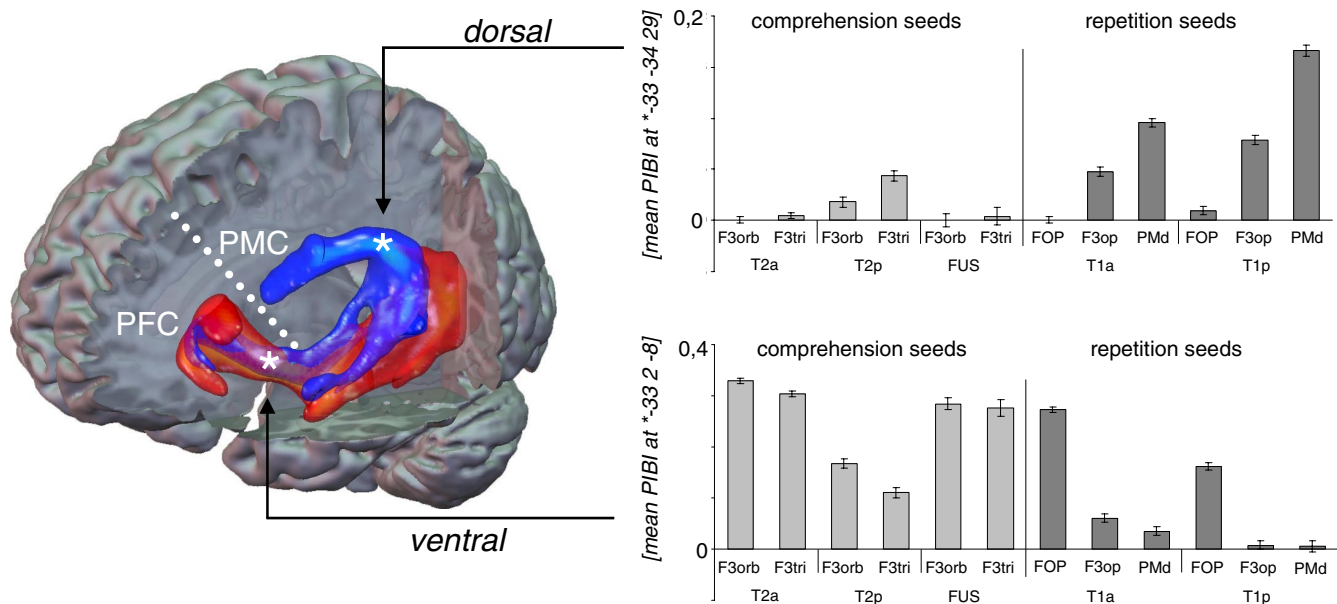 dorsal
PMC
*
PFC
*
ventral
[mean PIBI at *-33 -34 29]
0,2
0
comprehension seeds
repetition seeds
F3orb F3tri F3orb F3tri F3orb F3tri FOP F3op PMd FOP F3op PMd
T2a T2p FUS T1a T1p
[mean PIBI at *-33 2 -8]
0,4
0
comprehension seeds
repetition seeds
F3orb F3tri F3orb F3tri F3orb F3tri FOP F3op PMd FOP F3op PMd
T2a T2p FUS T1a T1p